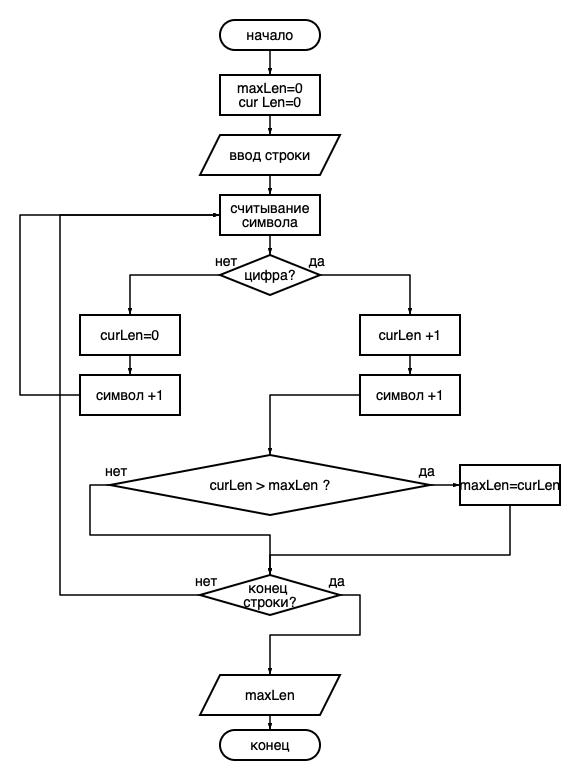 начало
maxLen=0
cur Len=0
ввод строки
считывание
символа
нет
да
цифра?
curLen=0
curLen +1
символ +1
символ +1
нет
да
curLen > maxLen ?
maxLen=curLen
нет
да
конец
строки?
maxLen
конец